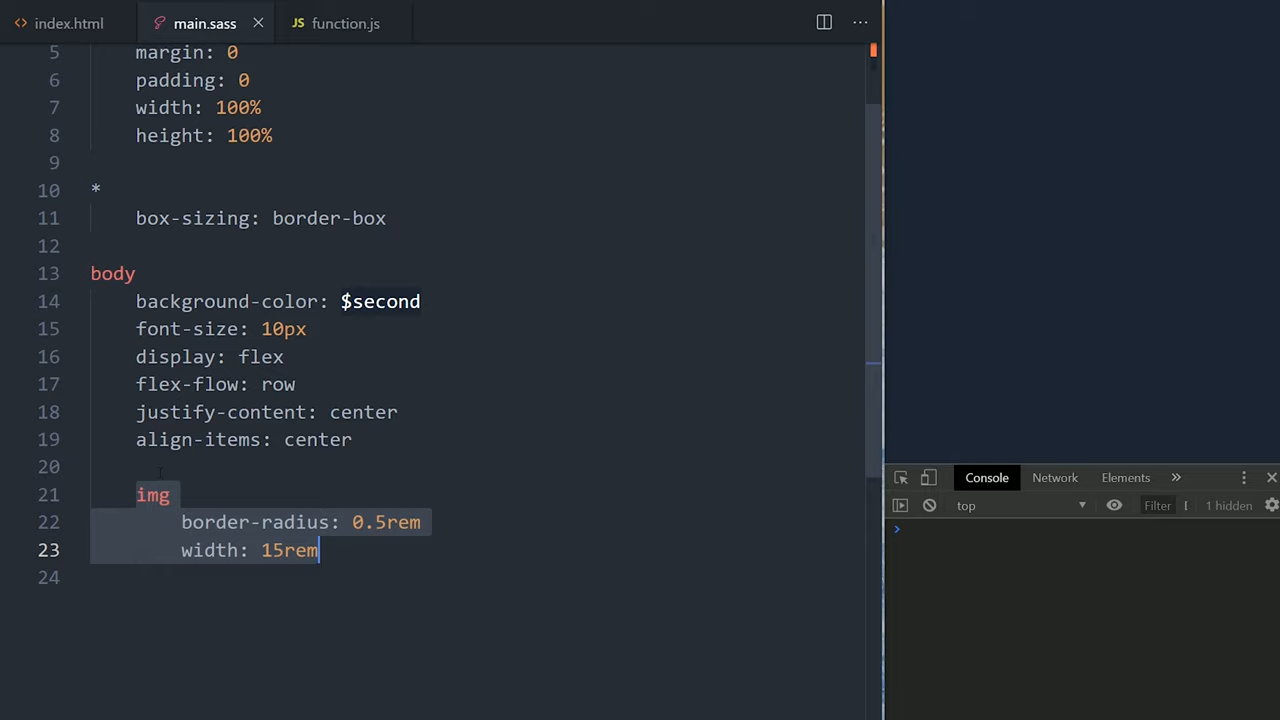 index.html
main.sass
JS function.js
5 margin: 0
6 padding: 0
7 width: 100%
8 height: 100%
9
10 *
11 box-sizing: border-box
12
13 body
14 background-color: $second
15 font-size: 10px
16 display: flex
17 flex-flow: row
18 justify-content: center
19 align-items: center
20
21 img
22 border-radius: 0.5rem
23 width: 15rem
24
Console Network Elements
top Filter 1 hidden